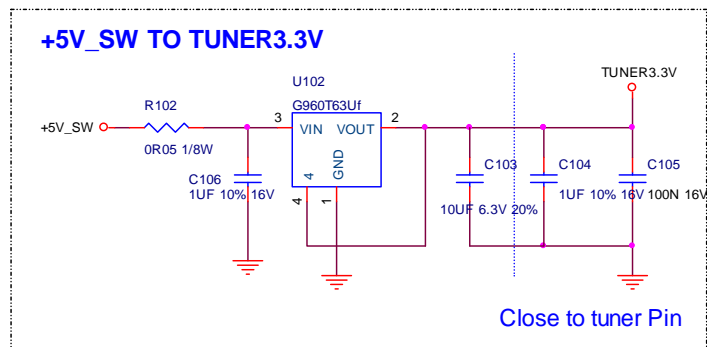 +5V_SW TO TUNER3.3V
TUNER3.3V
U102
G960T63Uf
R102
+5V_SW
3
VIN
VOUT
2
0R05 1/8W
GND
4
4
1
C106
1UF 10% 16V
C103
10UF 6.3V 20%
C104
1UF 10% 16V
C105
100N 16V
Close to tuner Pin